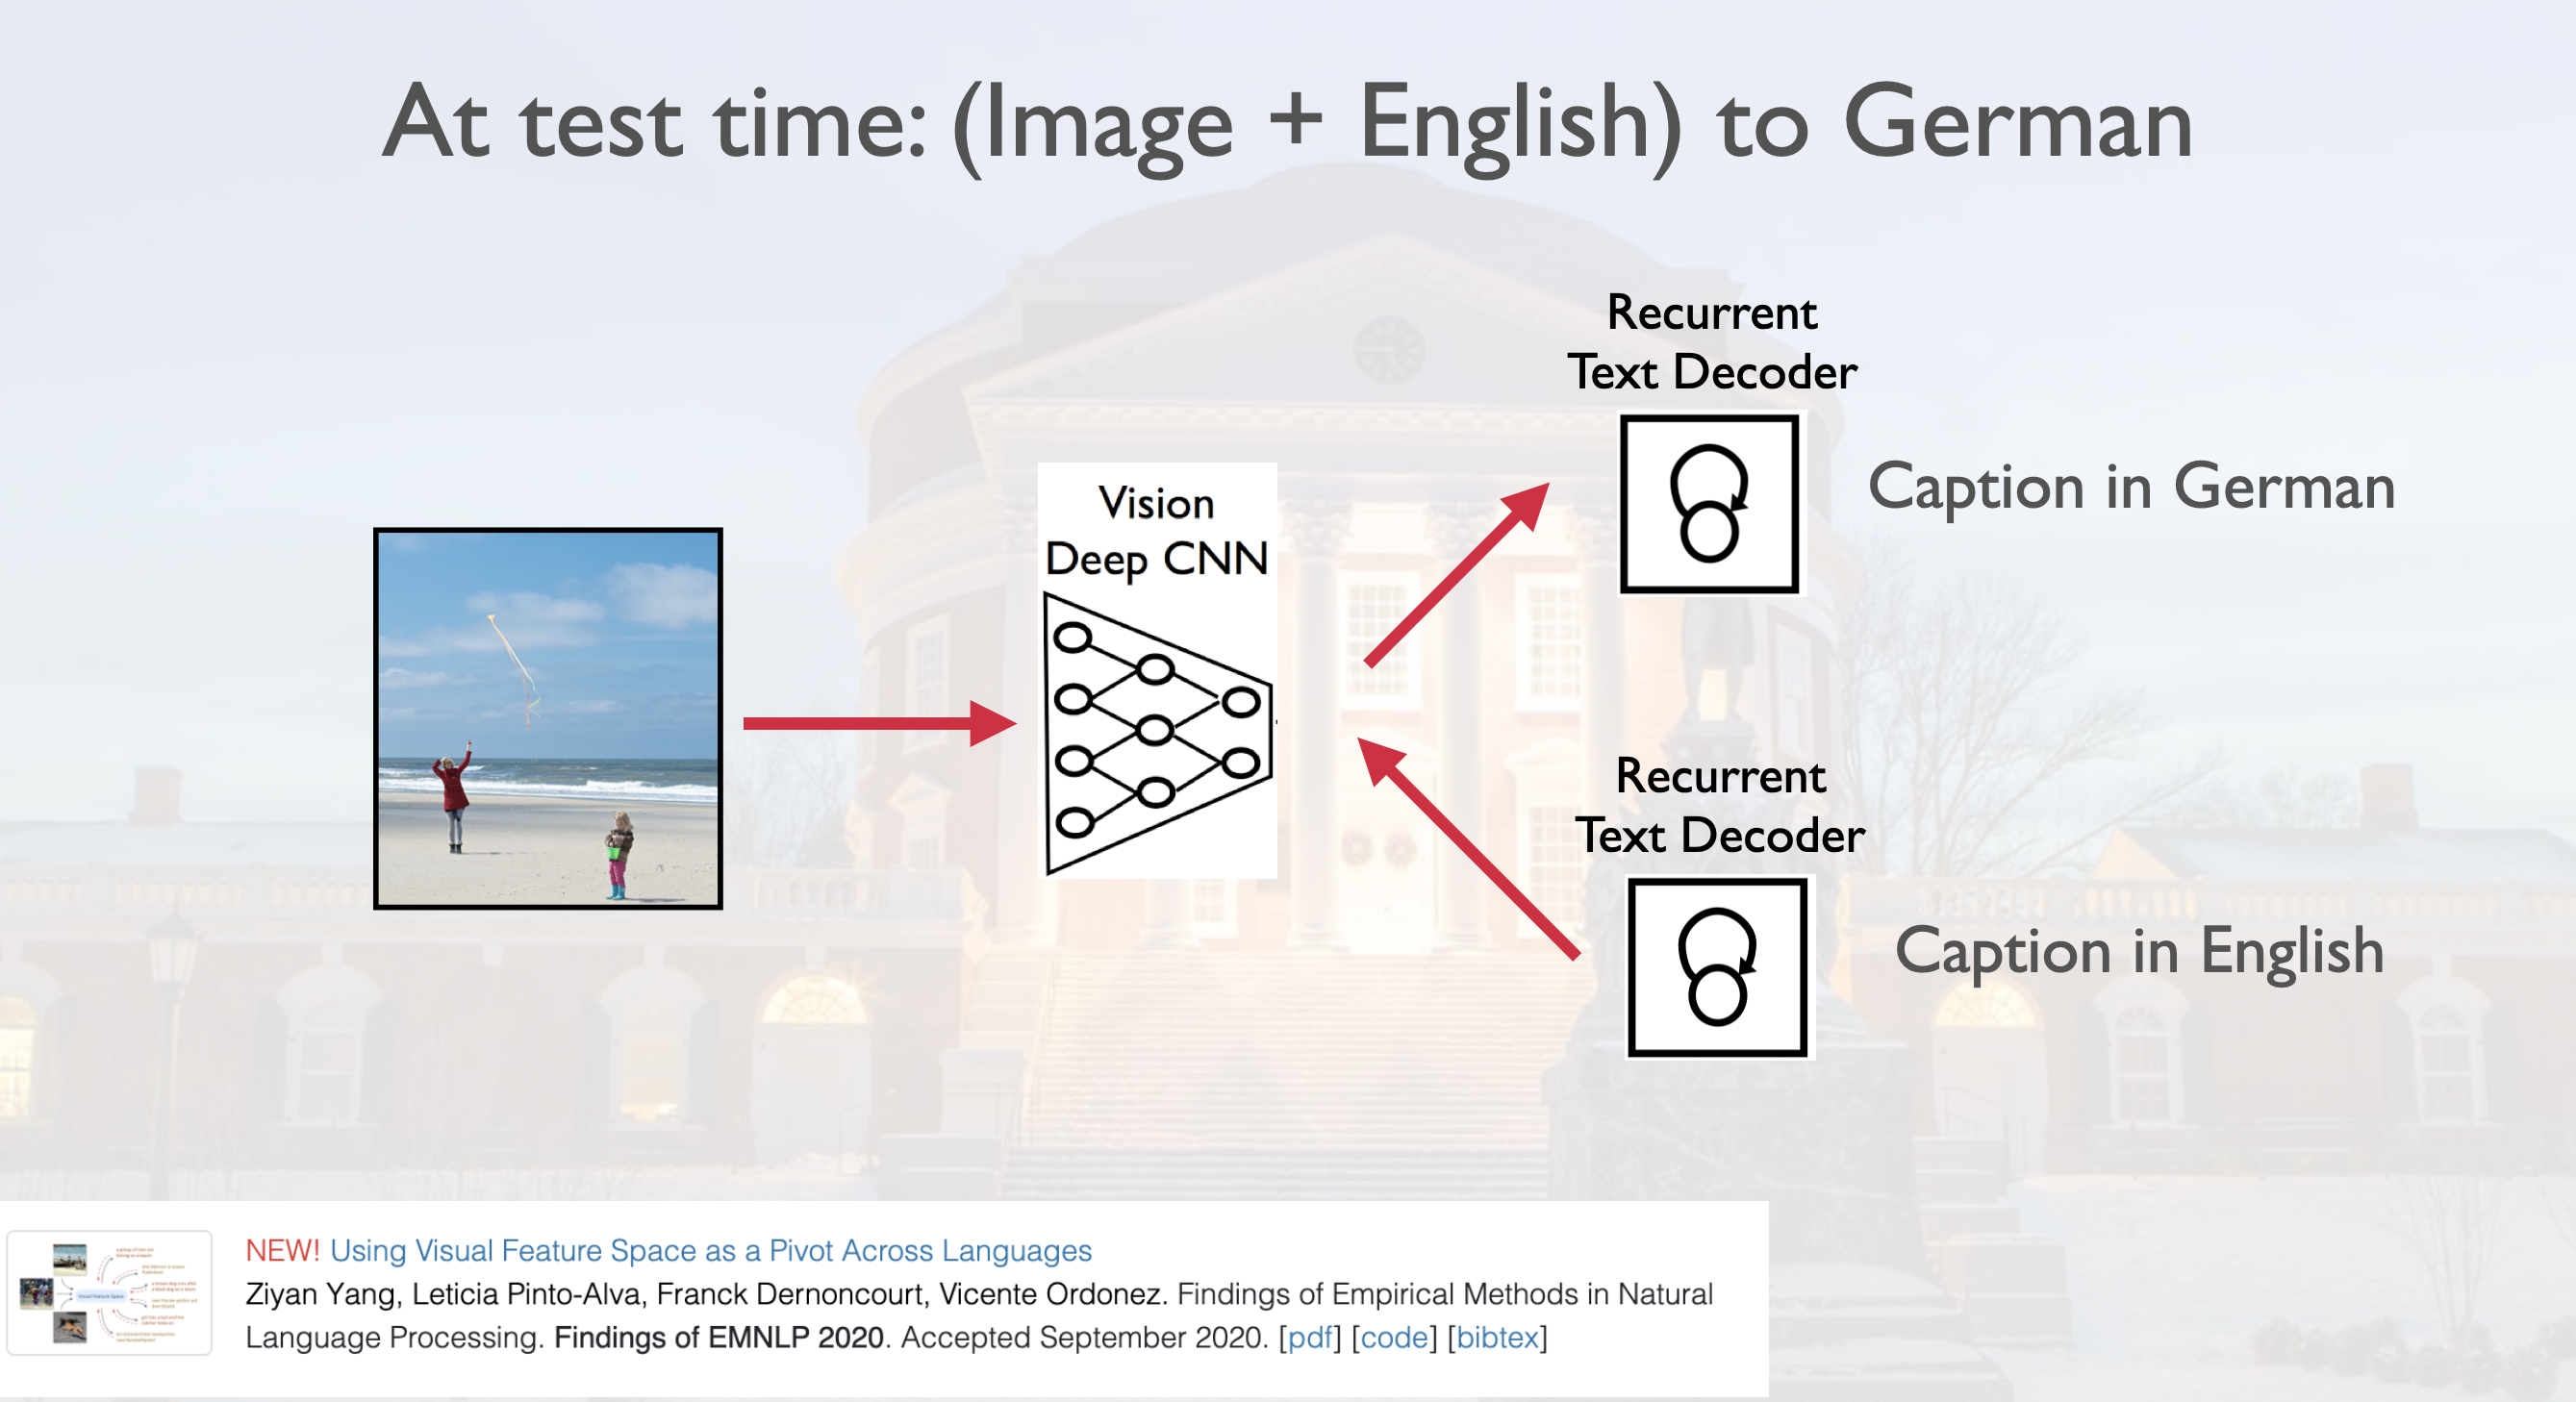 At test time: (Image + English) to German
Recurrent
Text Decoder
Caption in German
Vision
Deep CNN
Recurrent
Text Decoder
Caption in English
NEW! Using Visual Feature Space as a Pivot Across Languages
Ziyan Yang, Leticia Pinto-Alva, Franck Dernoncourt, Vicente Ordonez. Findings of Empirical Methods in Natural
Language Processing. Findings of EMNLP 2020. Accepted September 2020. [pdf] [code] [bibtex]
Visual Feature Space